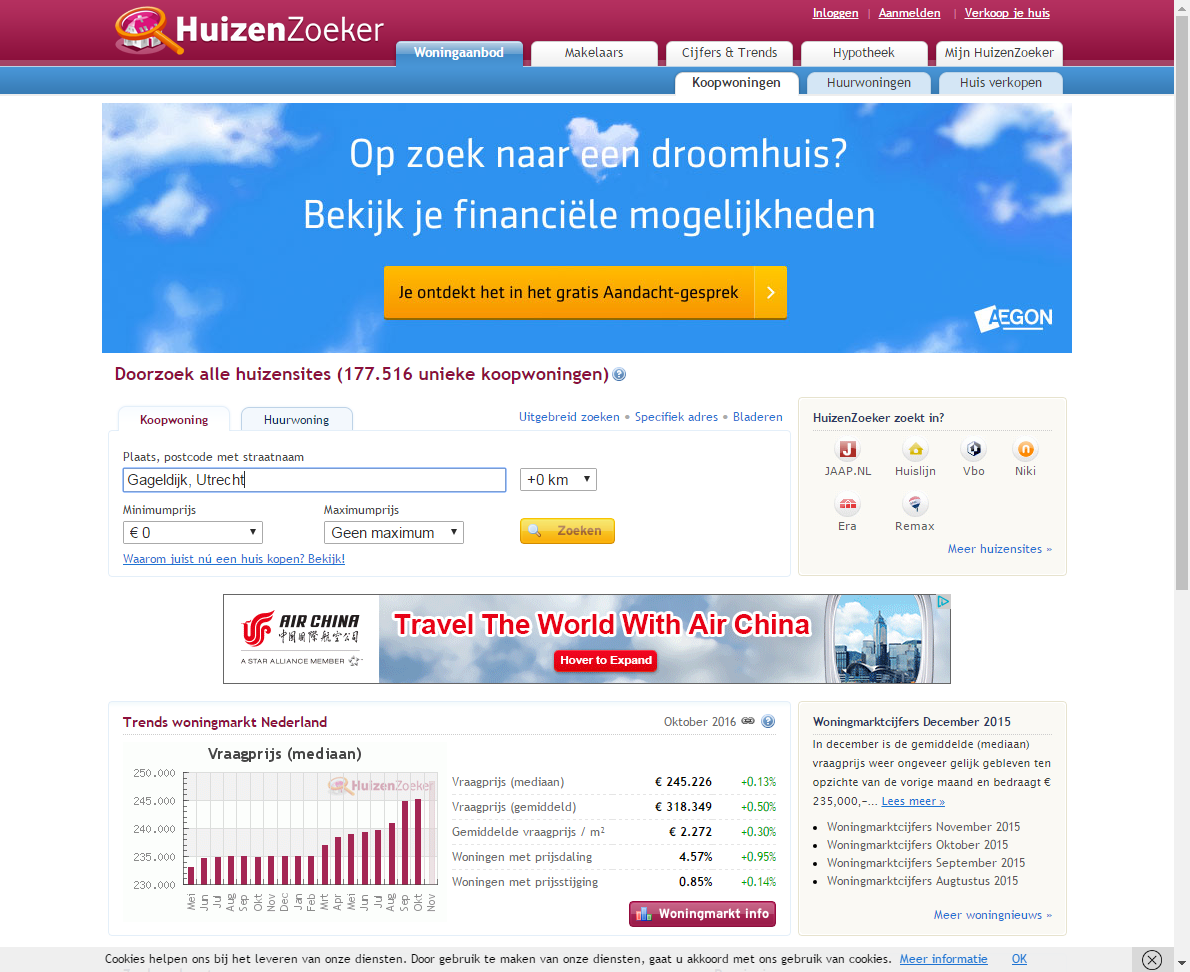 Inloggen | Aanmelden | Verkoop je huis
HuizenZoeker
Woningaanbod Makelaars Cijfers & Trends Hypotheek Mijn HuizenZoeker
Koopwoningen Huurwoningen Huis verkopen
Op zoek naar een droomhuis?
Bekijk je financiële mogelijkheden
Je ontdekt het in het gratis Aandacht-gesprek
AEGON
Doorzoek alle huizensites (177.516 unieke koopwoningen)
Koopwoning Huurwoning
Uitgebreid zoeken • Specifiek adres • Bladeren
Plaats, postcode met straatnaam
Gageldijk, Utrecht
+0 km
Minimumprijs Maximumprijs
€ 0 Geen maximum
Zoeken
Waarom juist nú een huis kopen? Bekijk!
HuizenZoeker zoekt in?
JAAP.NL Huislijn Vbo Niki
Era Remax
Meer huizensites »
AIR CHINA
中国国際航空公司
A STAR ALLIANCE MEMBER
Travel The World With Air China
Hover to Expand
Trends woningmarkt Nederland
Oktober 2016
Vraagprijs (mediaan)
HuizenZoeker
250.000
245.000
240.000
235.000
230.000
Mei Jun Jul Aug Sep Okt Nov Dec Jan Feb Mrt Apr Mei Jun Jul Aug Sep Okt Nov
Vraagprijs (mediaan) € 245.226 +0.13%
Vraagprijs (gemiddeld) € 318.349 +0.50%
Gemiddelde vraagprijs / m² € 2.272 +0.30%
Woningen met prijsdaling 4.57% +0.95%
Woningen met prijsstijging 0.85% +0.14%
Woningmarkt info
Woningmarktcijfers December 2015
In december is de gemiddelde (mediaan)
vraagprijs weer ongeveer gelijk gebleven ten
opzichte van de vorige maand en bedraagt €
235,000,-... Lees meer »
• Woningmarktcijfers November 2015
• Woningmarktcijfers Oktober 2015
• Woningmarktcijfers September 2015
• Woningmarktcijfers Augtustus 2015
Meer woningnieuws »
Cookies helpen ons bij het leveren van onze diensten. Door gebruik te maken van onze diensten, gaat u akkoord met ons gebruik van cookies. Meer informatie OK